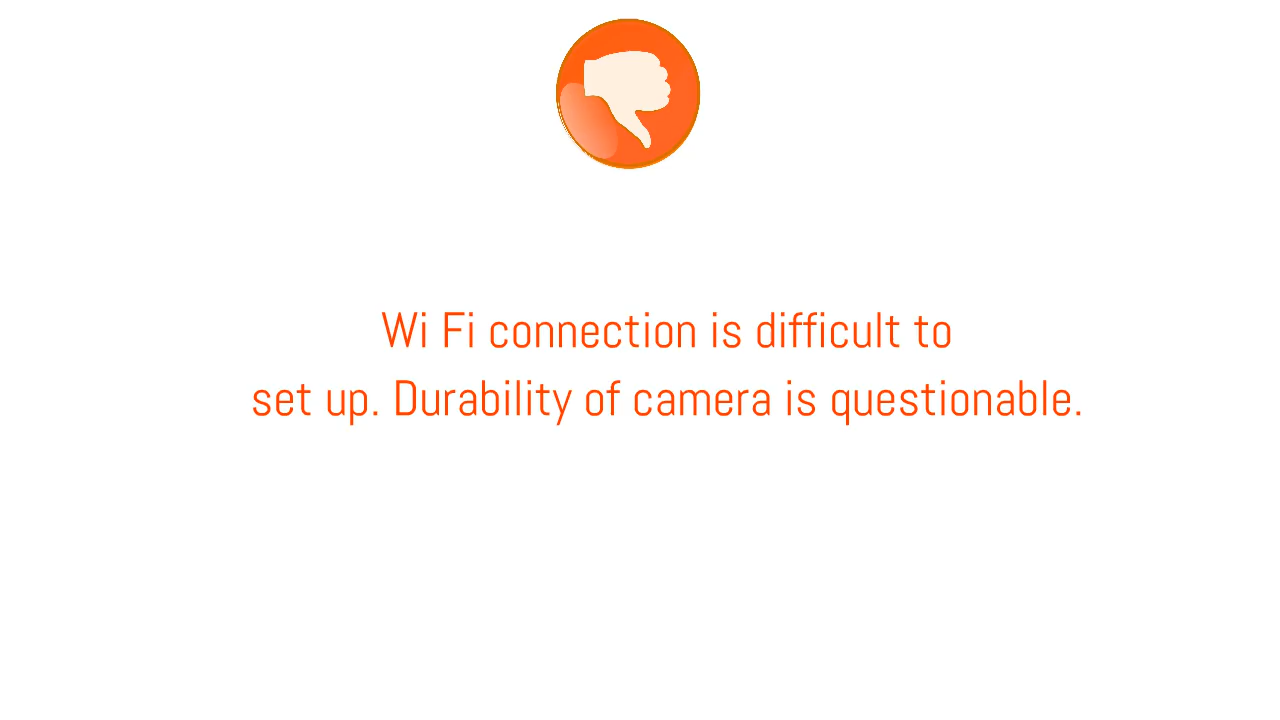 Wi Fi connection is difficult to
set up. Durability of camera is questionable.